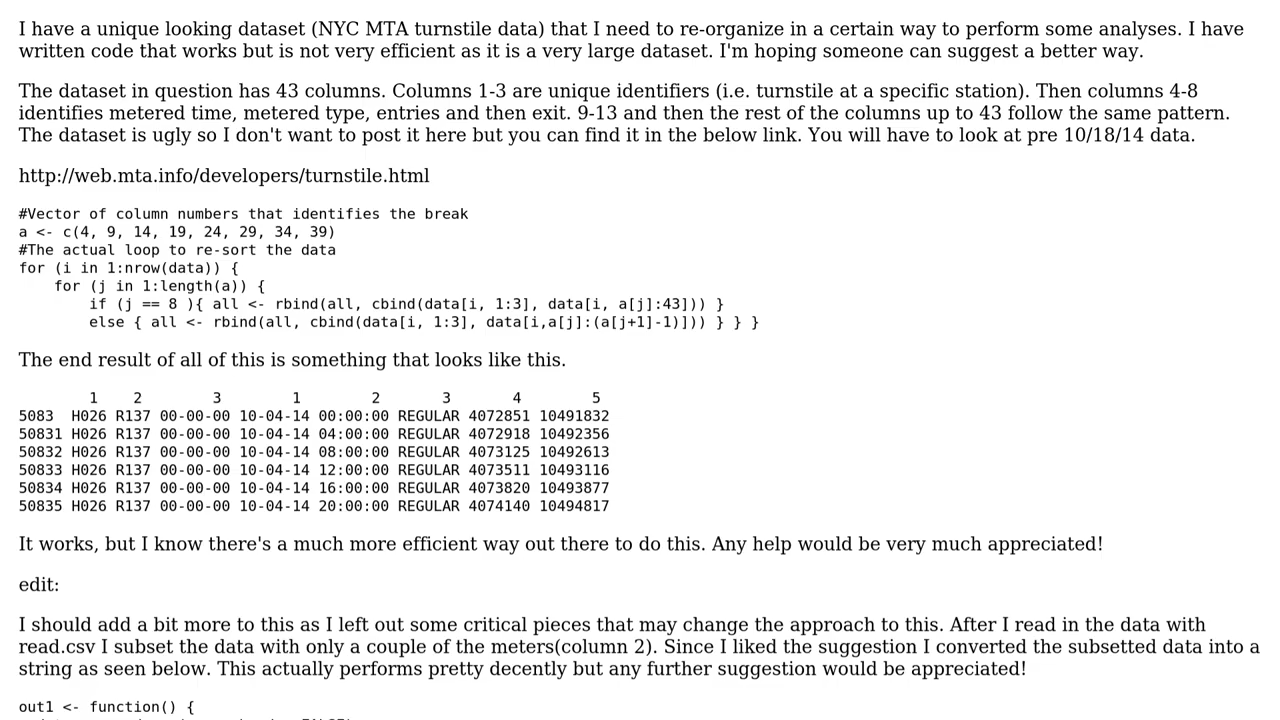 I have a unique looking dataset (NYC MTA turnstile data) that I need to re-organize in a certain way to perform some analyses. I have
written code that works but is not very efficient as it is a very large dataset. I'm hoping someone can suggest a better way.
The dataset in question has 43 columns. Columns 1-3 are unique identifiers (i.e. turnstile at a specific station). Then columns 4-8
identifies metered time, metered type, entries and then exit. 9-13 and then the rest of the columns up to 43 follow the same pattern.
The dataset is ugly so I don't want to post it here but you can find it in the below link. You will have to look at pre 10/18/14 data.
http://web.mta.info/developers/turnstile.html
#Vector of column numbers that identifies the break
a <- c(4, 9, 14, 19, 24, 29, 34, 39)
#The actual loop to re-sort the data
for (i in 1:nrow(data)) {
    for (j in 1:length(a)) {
        if (j == 8 ){ all <- rbind(all, cbind(data[i, 1:3], data[i, a[j]:43])) }
        else { all <- rbind(all, cbind(data[i, 1:3], data[i,a[j]:(a[j+1]-1)])) } } }
The end result of all of this is something that looks like this.
         1    2        3        1        2       3       4        5
5083  H026 R137 00-00-00 10-04-14 00:00:00 REGULAR 4072851 10491832
50831 H026 R137 00-00-00 10-04-14 04:00:00 REGULAR 4072918 10492356
50832 H026 R137 00-00-00 10-04-14 08:00:00 REGULAR 4073125 10492613
50833 H026 R137 00-00-00 10-04-14 12:00:00 REGULAR 4073511 10493116
50834 H026 R137 00-00-00 10-04-14 16:00:00 REGULAR 4073820 10493877
50835 H026 R137 00-00-00 10-04-14 20:00:00 REGULAR 4074140 10494817
It works, but I know there's a much more efficient way out there to do this. Any help would be very much appreciated!
edit:
I should add a bit more to this as I left out some critical pieces that may change the approach to this. After I read in the data with
read.csv I subset the data with only a couple of the meters(column 2). Since I liked the suggestion I converted the subsetted data into a
string as seen below. This actually performs pretty decently but any further suggestion would be appreciated!
out1 <- function() {